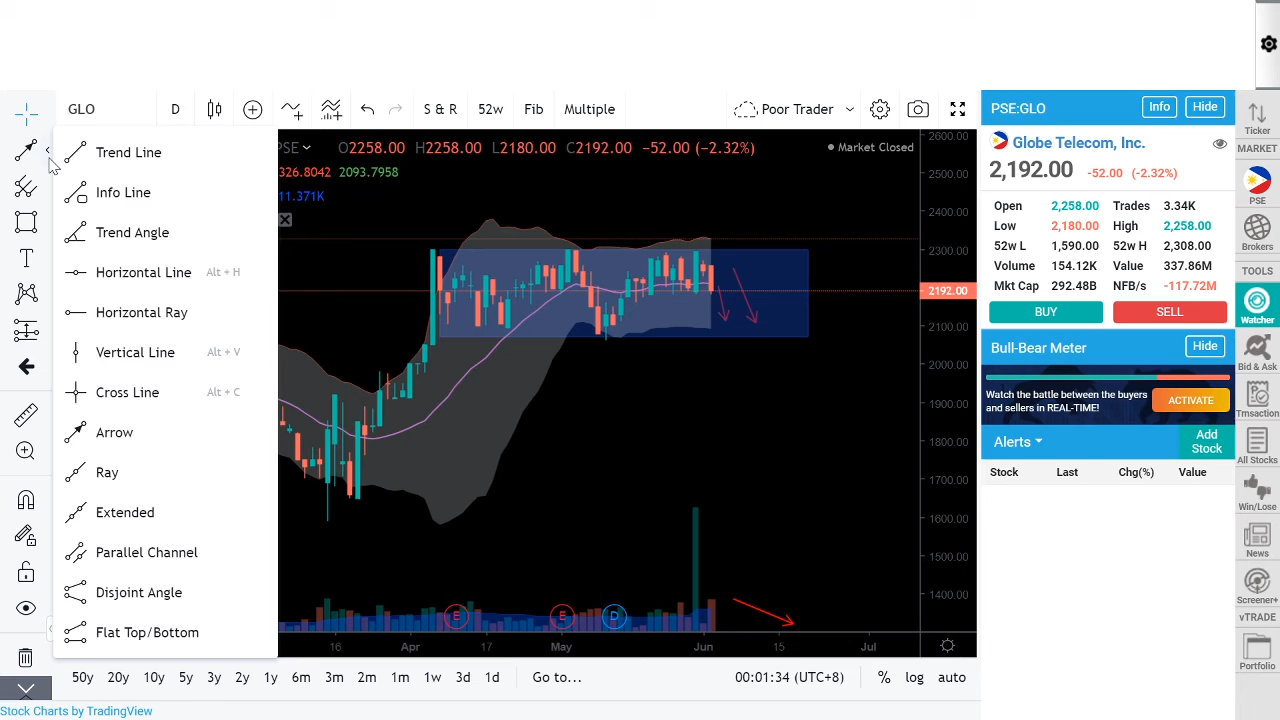 GLO D S & R 52w Fib Multiple Poor Trader
Trend Line
Info Line
Trend Angle
Horizontal Line Alt + H
Horizontal Ray
Vertical Line Alt + V
Cross Line Alt + C
Arrow
Ray
Extended
Parallel Channel
Disjoint Angle
Flat Top/Bottom
PSE O2258.00 H2258.00 L2180.00 C2192.00 −52.00 (−2.32%) Market Closed
326.8042 2093.7958
11.371K
2600.00
2500.00
2400.00
2300.00
2192.00
2100.00
2000.00
1900.00
1800.00
1700.00
1600.00
1500.00
1400.00
E E D
16 Apr 17 May Jun 15 Jul
50y 20y 10y 5y 3y 2y 1y 6m 3m 2m 1m 1w 3d 1d Go to... 00:01:34 (UTC+8) % log auto
Stock Charts by TradingView
PSE:GLO Info Hide
Globe Telecom, Inc.
2,192.00 -52.00 (-2.32%)
Open 2,258.00 Trades 3.34K
Low 2,180.00 High 2,258.00
52w L 1,590.00 52w H 2,308.00
Volume 154.12K Value 337.86M
Mkt Cap 292.48B NFB/s -117.72M
BUY SELL
Bull-Bear Meter Hide
Watch the battle between the buyers
and sellers in REAL-TIME!
ACTIVATE
Alerts Add
Stock
Stock Last Chg(%) Value
Ticker
MARKET
PSE
Brokers
TOOLS
Watcher
Bid & Ask
Trnsaction
All Stocks
Win/Lose
News
Screener+
vTRADE
Portfolio